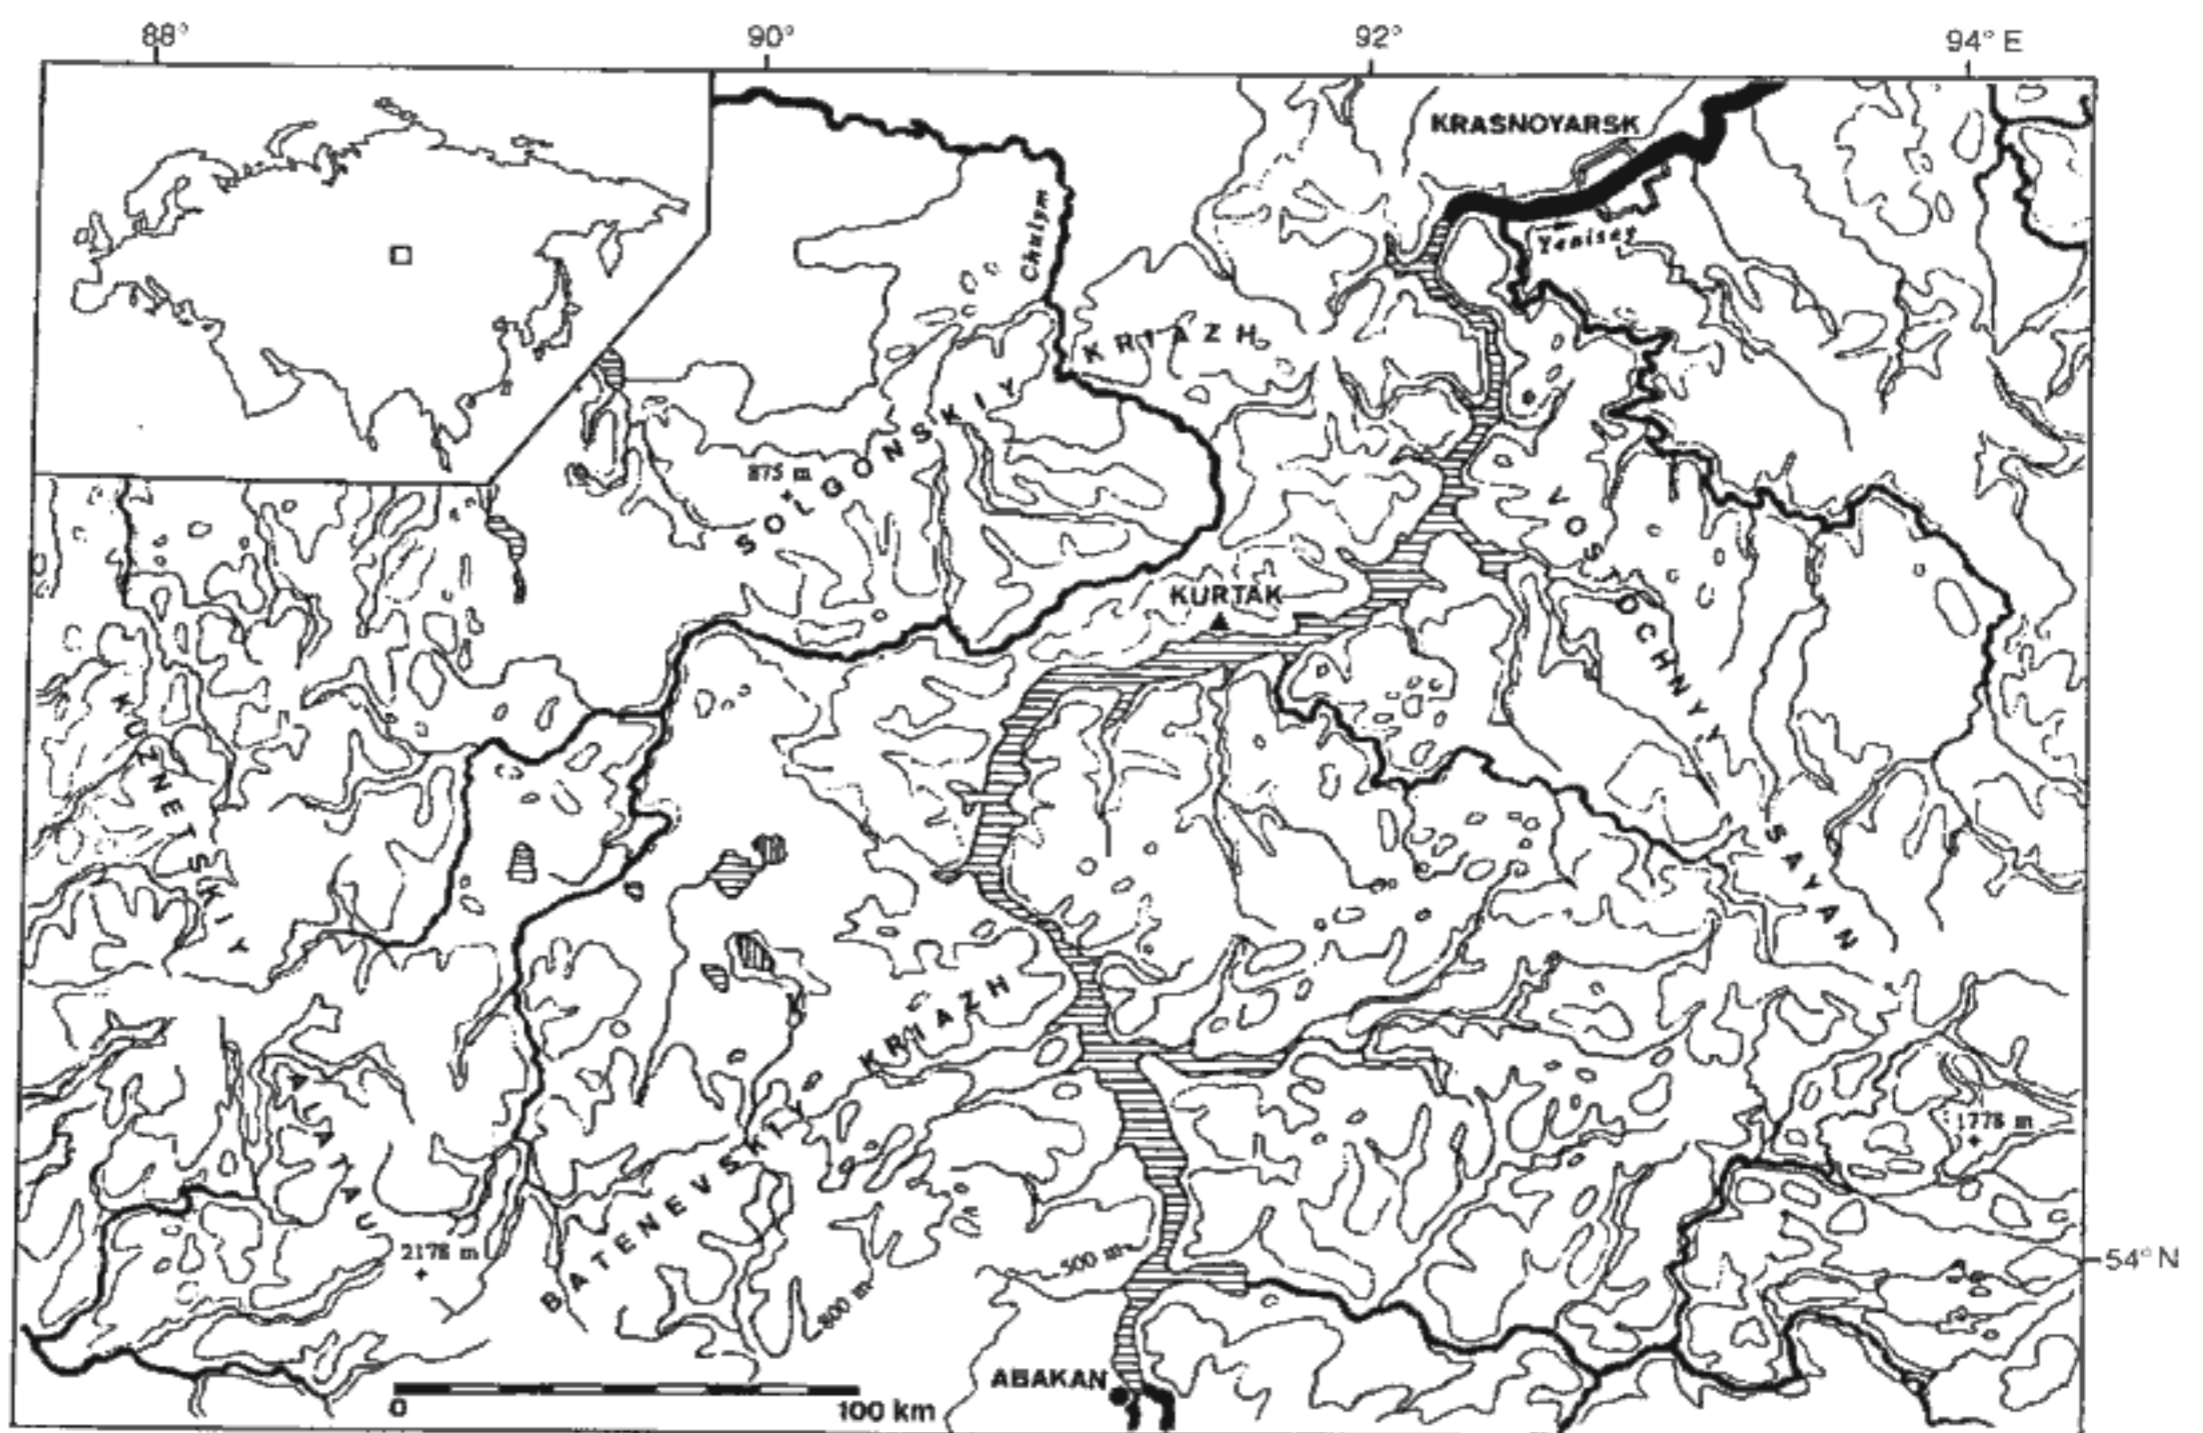 88°
90°
92°
94° E
KRASNOYARSK
Yenisey
Chulym
KRIAZH
SOLGONSKIY
875 m
KURTAK
VOSTOCHNYY
SAYAN
KUZNETSKIY
ALATAU
2178 m
BATENEVSKIY
KRIAZH
1778 m
500 m
800 m
54° N
ABAKAN
0
100 km